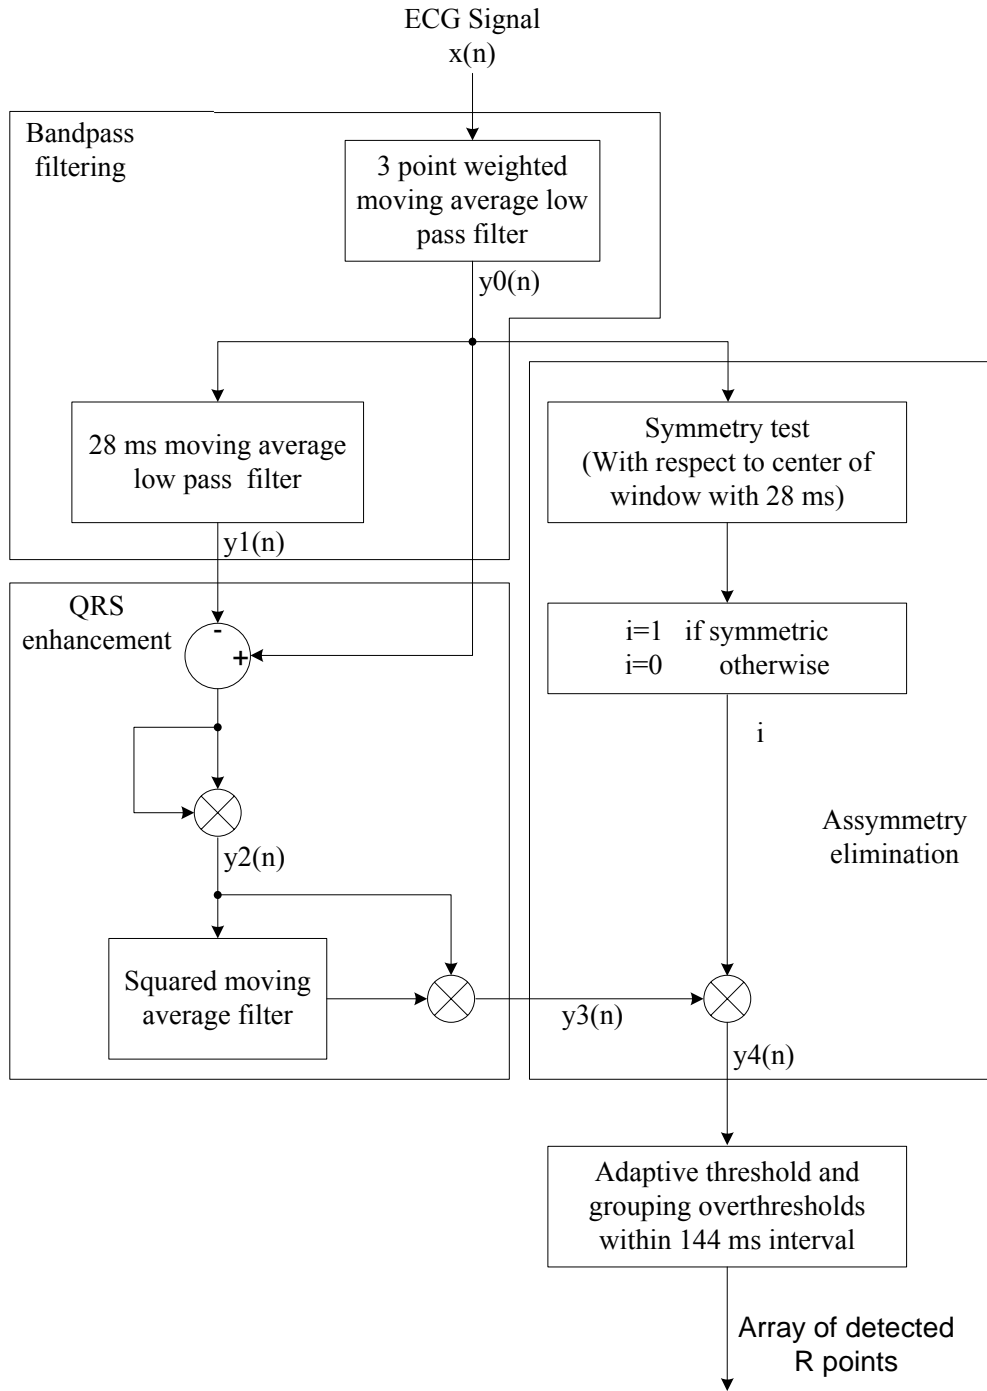 ECG Signal
x(n)
Bandpass
filtering
3 point weighted
moving average low
pass filter
y0(n)
28 ms moving average
low pass filter
Symmetry test
(With respect to center of
window with 28 ms)
y1(n)
QRS
enhancement
-
+
i=1 if symmetric
i=0 otherwise
i
Assymmetry
elimination
y2(n)
Squared moving
average filter
y3(n)
y4(n)
Adaptive threshold and
grouping overthresholds
within 144 ms interval
Array of detected
R points